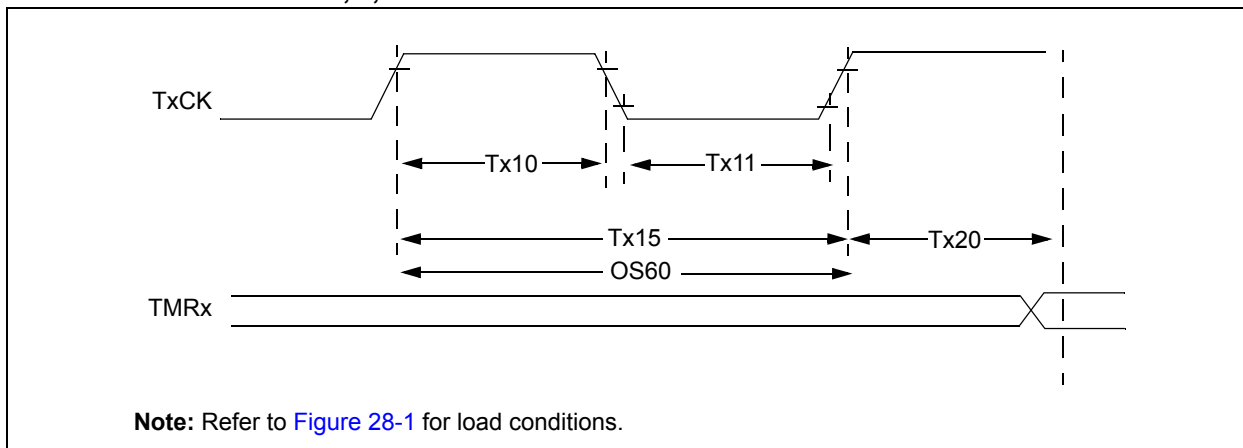 TxCK
Tx10
Tx11
Tx15
Tx20
OS60
TMRx
Note: Refer to Figure 28-1 for load conditions.